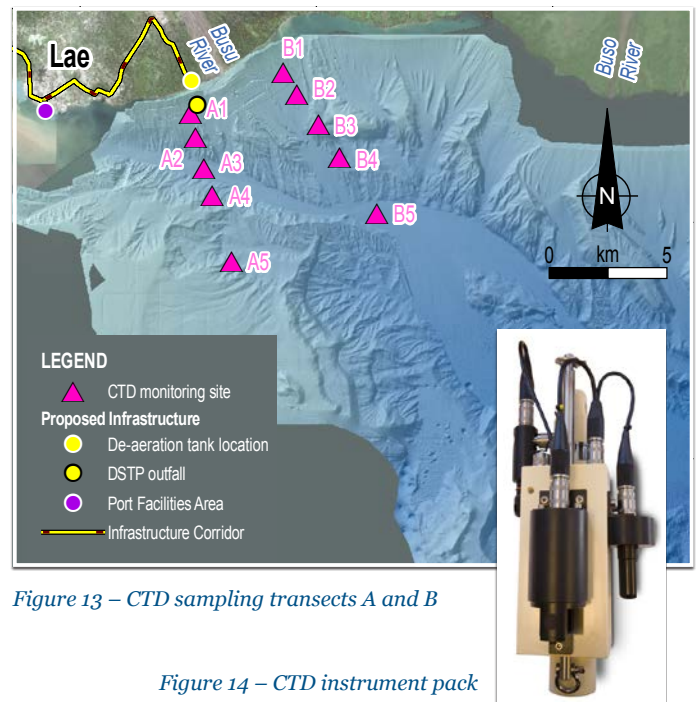 Lae
Busu
River
Buso
River
B1
B2
B3
B4
B5
A1
A2
A3
A4
A5
N
0 km 5
LEGEND
CTD monitoring site
Proposed Infrastructure
De-aeration tank location
DSTP outfall
Port Facilities Area
Infrastructure Corridor
Figure 13 – CTD sampling transects A and B
Figure 14 – CTD instrument pack